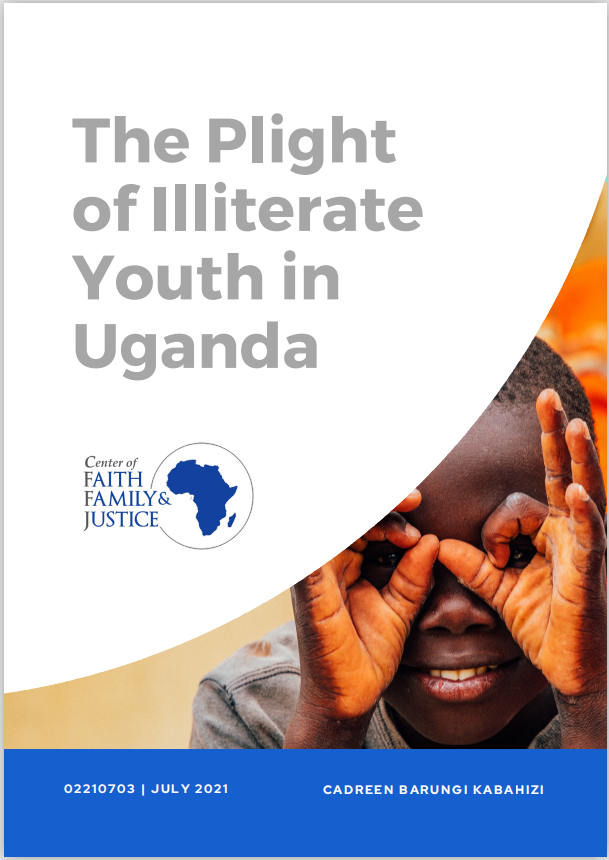 The Plight
of Illiterate
Youth in
Uganda
Center of
FAITH
FAMILY&
JUSTICE
02210703 | JULY 2021
CADREEN BARUNGI KABAHIZI